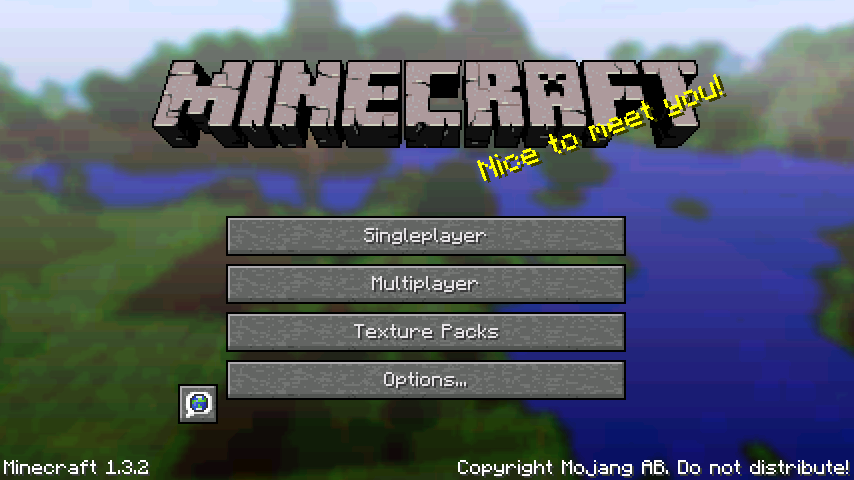 MINECRAFT
Nice to meet you!
Singleplayer
Multiplayer
Texture Packs
Options...
Minecraft 1.3.2
Copyright Mojang AB. Do not distribute!